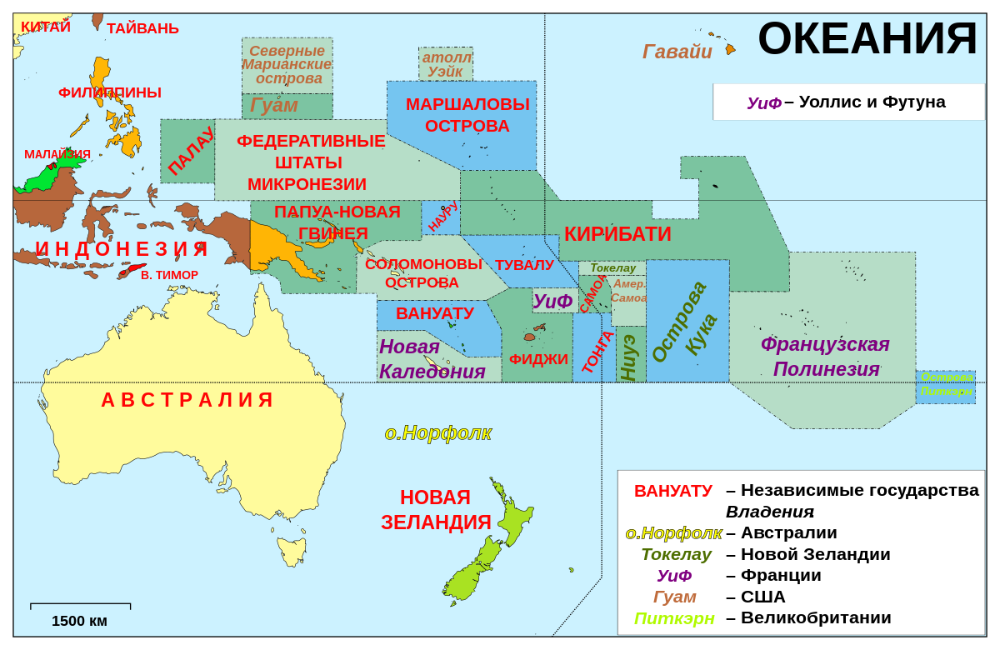 ОКЕАНИЯ
КИТАЙ
ТАЙВАНЬ
Гавайи
Северные
Марианские
острова
атолл
Уэйк
УиФ – Уоллис и Футуна
ФИЛИППИНЫ
Гуам
МАРШАЛОВЫ
ОСТРОВА
ПАЛАУ
ФЕДЕРАТИВНЫЕ
ШТАТЫ
МИКРОНЕЗИИ
МАЛАЙЗИЯ
ПАПУА-НОВАЯ
ГВИНЕЯ
НАУРУ
КИРИБАТИ
ИНДОНЕЗИЯ
В. ТИМОР
СОЛОМОНОВЫ
ОСТРОВА
ТУВАЛУ
Токелау
САМОА
Амер.
Самоа
УиФ
ВАНУАТУ
Острова
Кука
Новая
Каледония
ФИДЖИ
ТОНГА
Ниуэ
Французская
Полинезия
Острова
Питкэрн
АВСТРАЛИЯ
о.Норфолк
НОВАЯ
ЗЕЛАНДИЯ
ВАНУАТУ – Независимые государства
Владения
о.Норфолк – Австралии
Токелау – Новой Зеландии
УиФ – Франции
Гуам – США
Питкэрн – Великобритании
1500 км